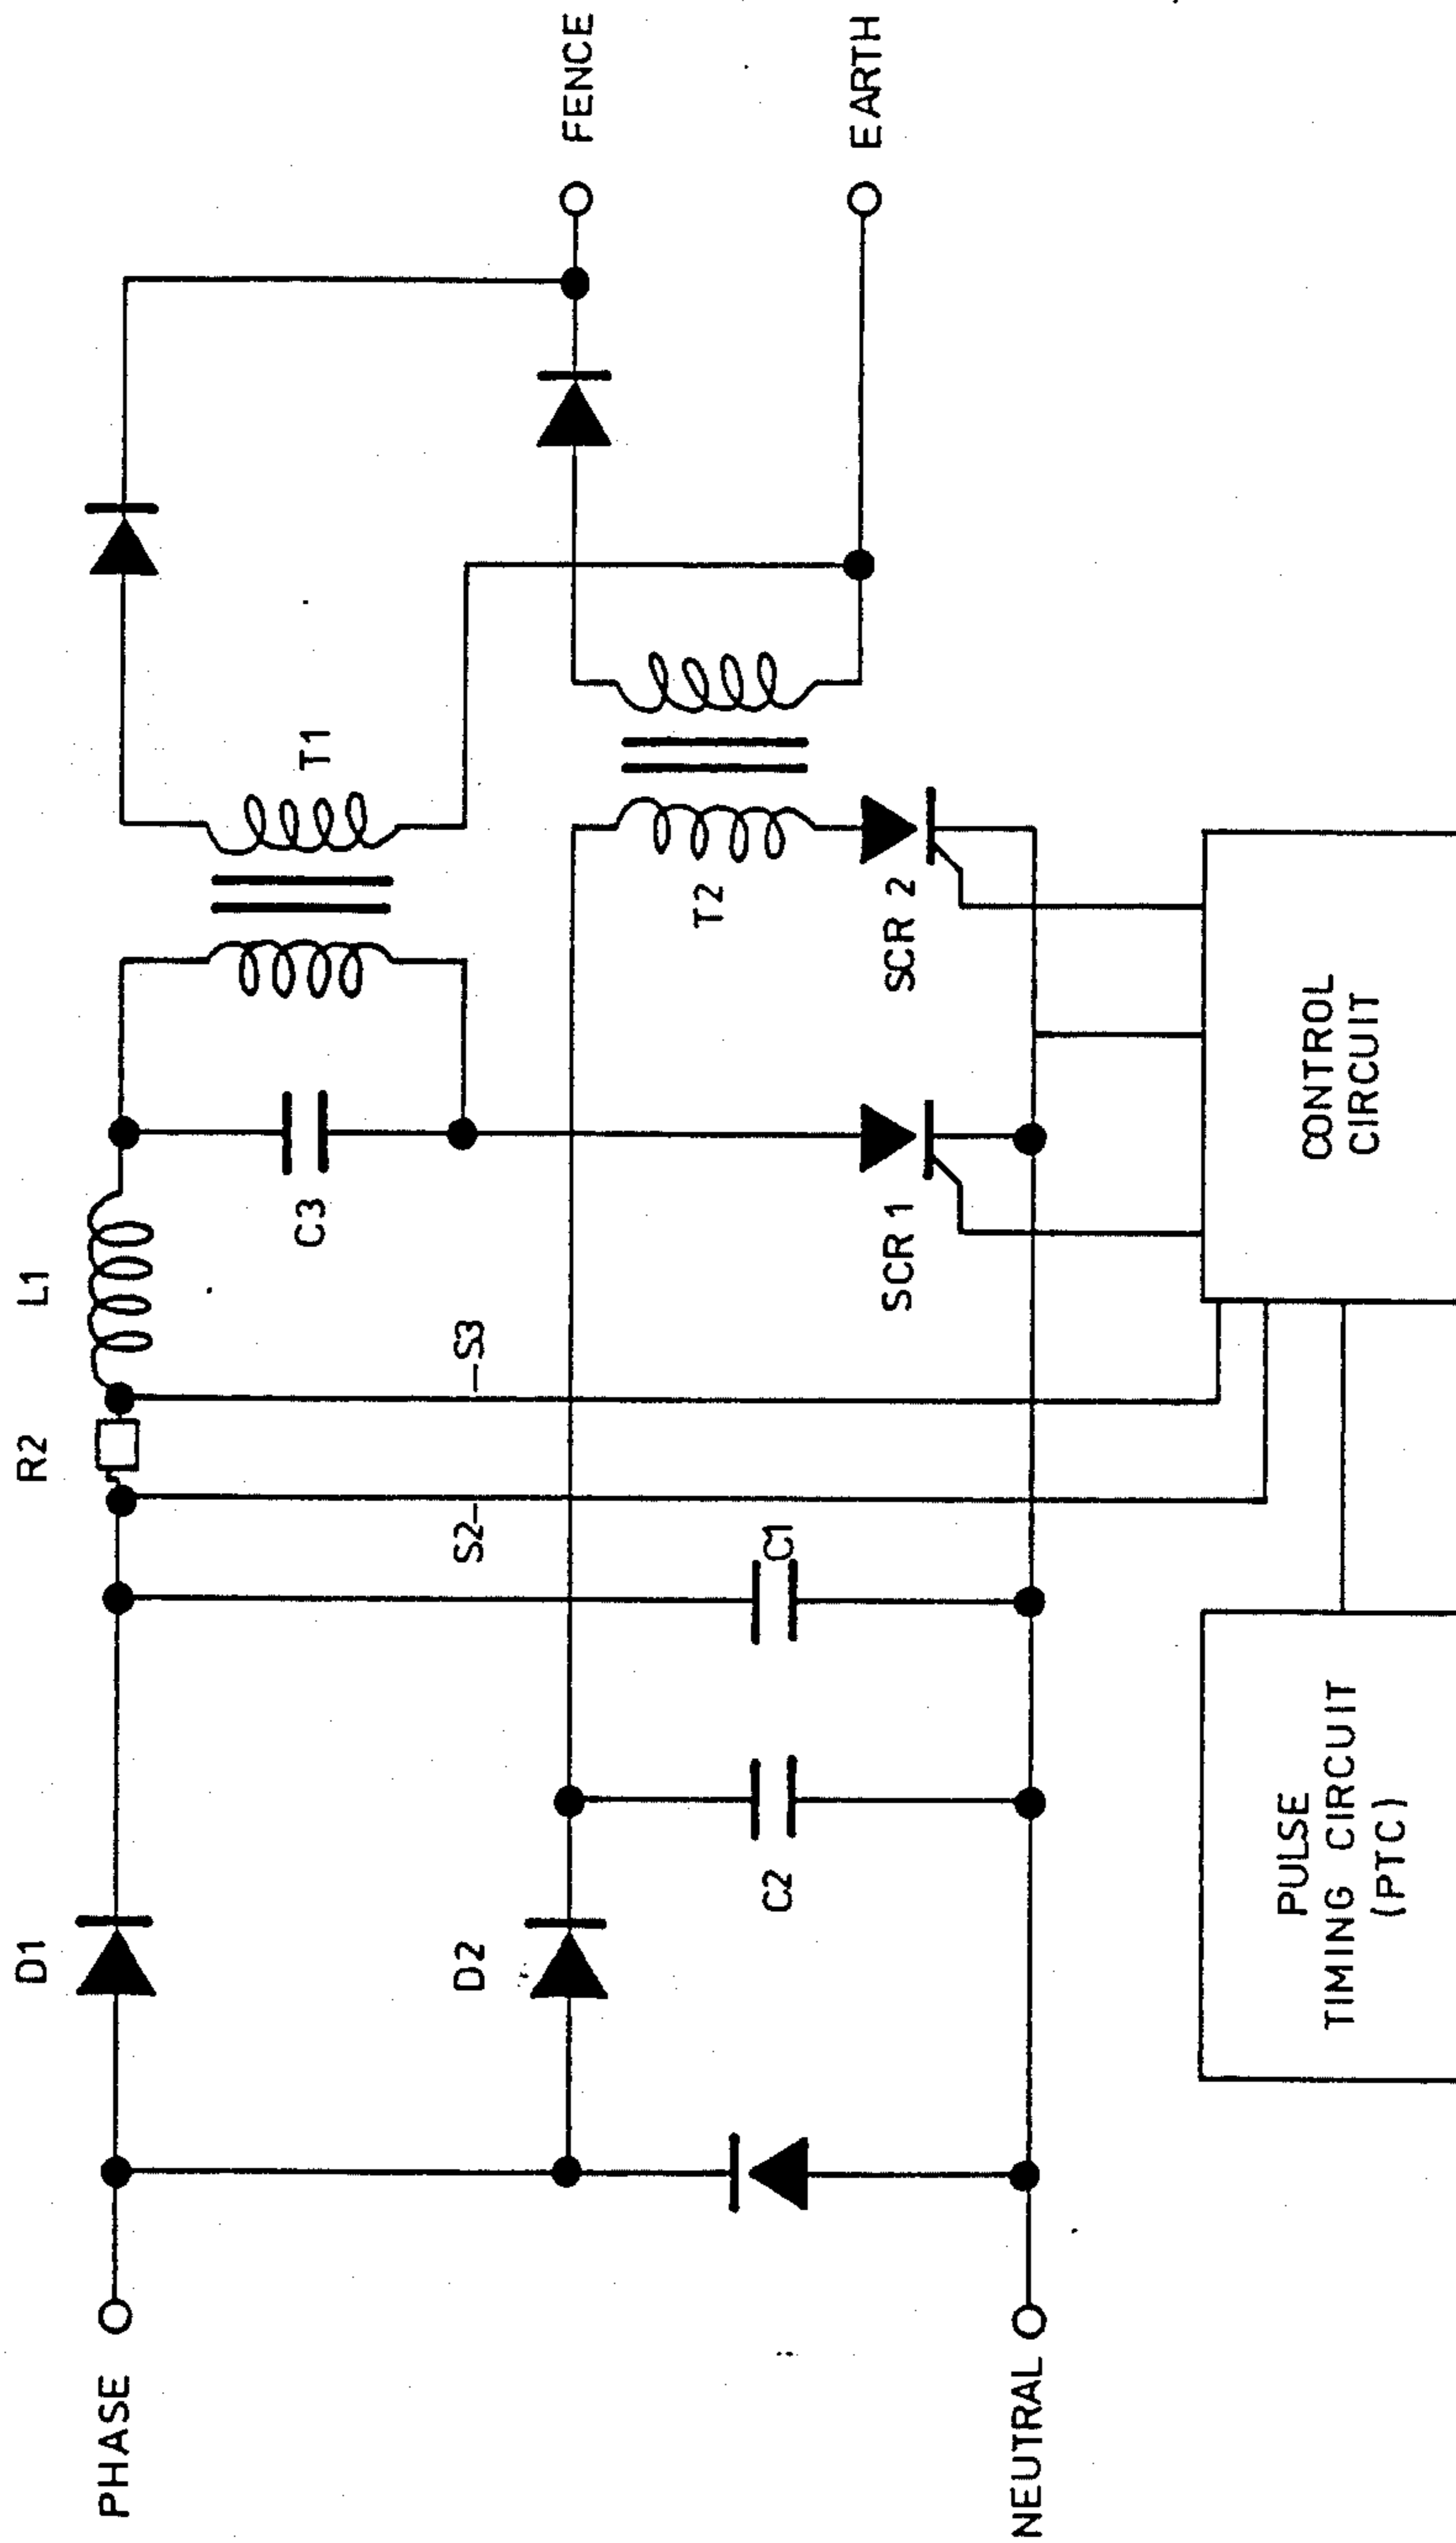 PHASE
D1
R2
L1
T1
FENCE
EARTH
D2
S2
S3
C3
T2
C2
C1
SCR 1
SCR 2
NEUTRAL
PULSE
TIMING CIRCUIT
(PTC)
CONTROL
CIRCUIT